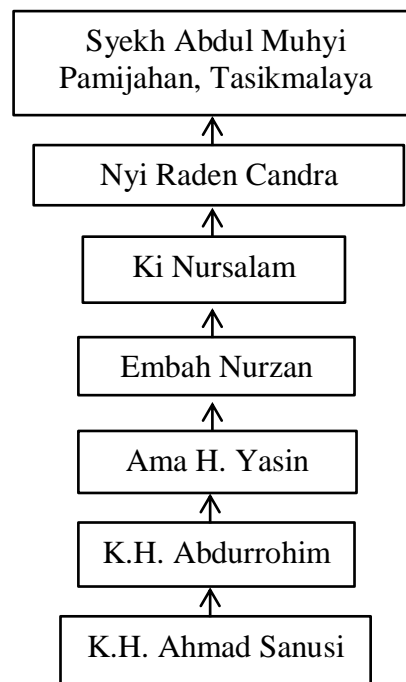 Syekh Abdul Muhyi
Pamijahan, Tasikmalaya
Nyi Raden Candra
Ki Nursalam
Embah Nurzan
Ama H. Yasin
K.H. Abdurrohim
K.H. Ahmad Sanusi